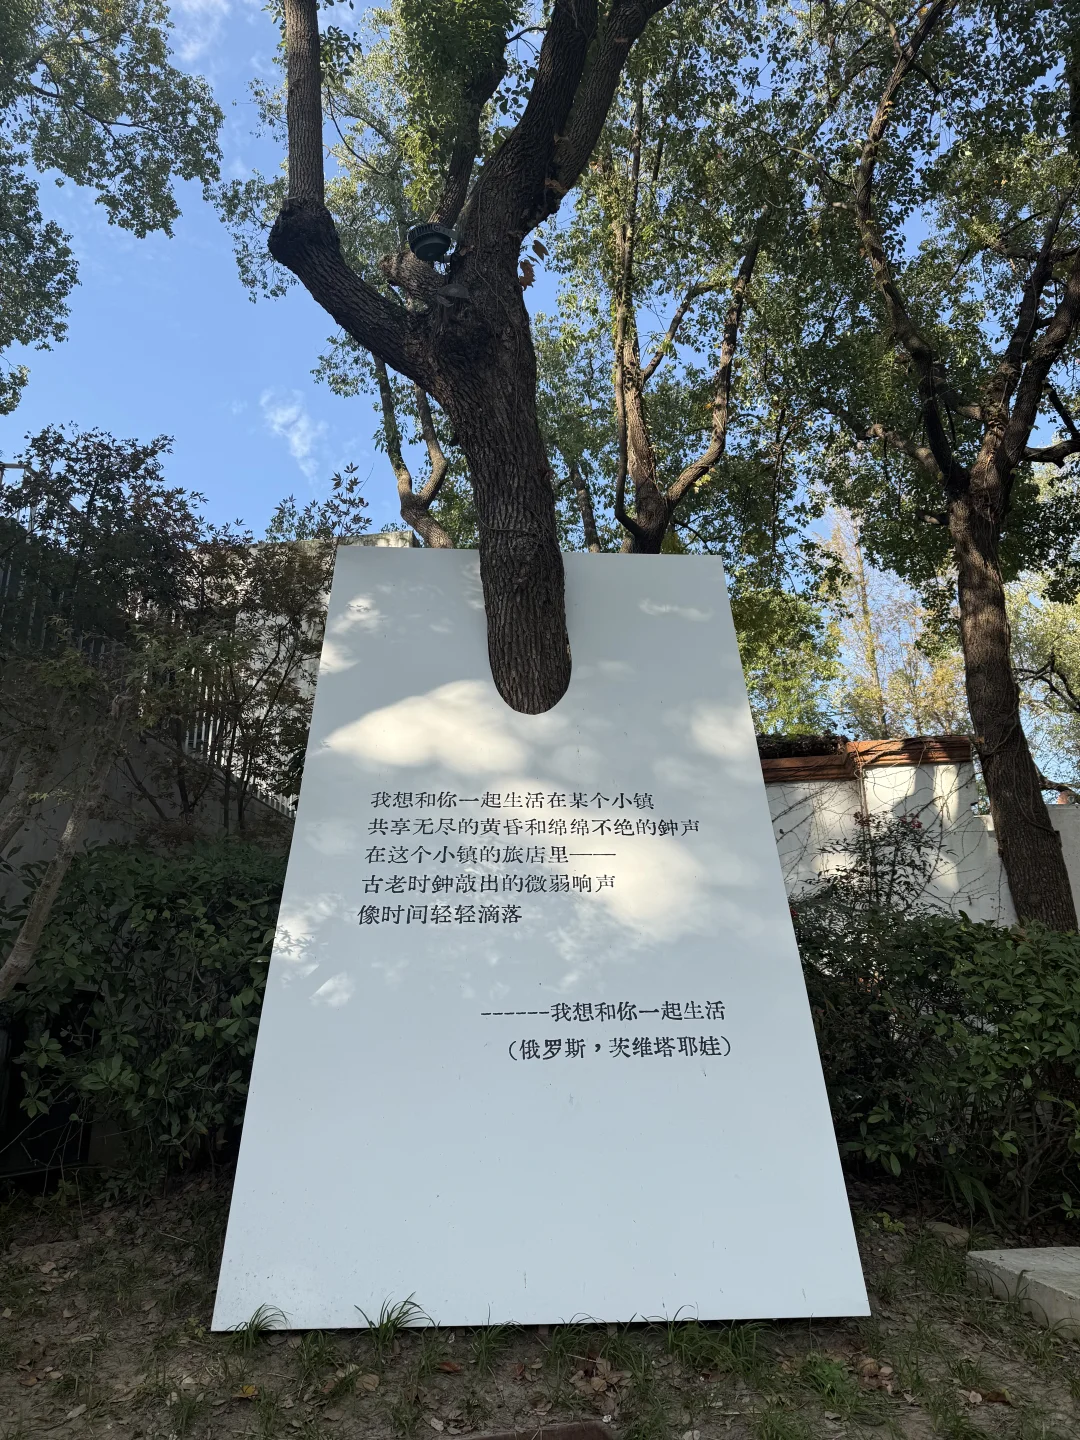 我想和你一起生活在某个小镇
共享无尽的黄昏和绵绵不绝的鈡声
在这个小镇的旅店里——
古老时鈡敲出的微弱响声
像时间轻轻滴落
------我想和你一起生活
（俄罗斯，茨维塔耶娃）